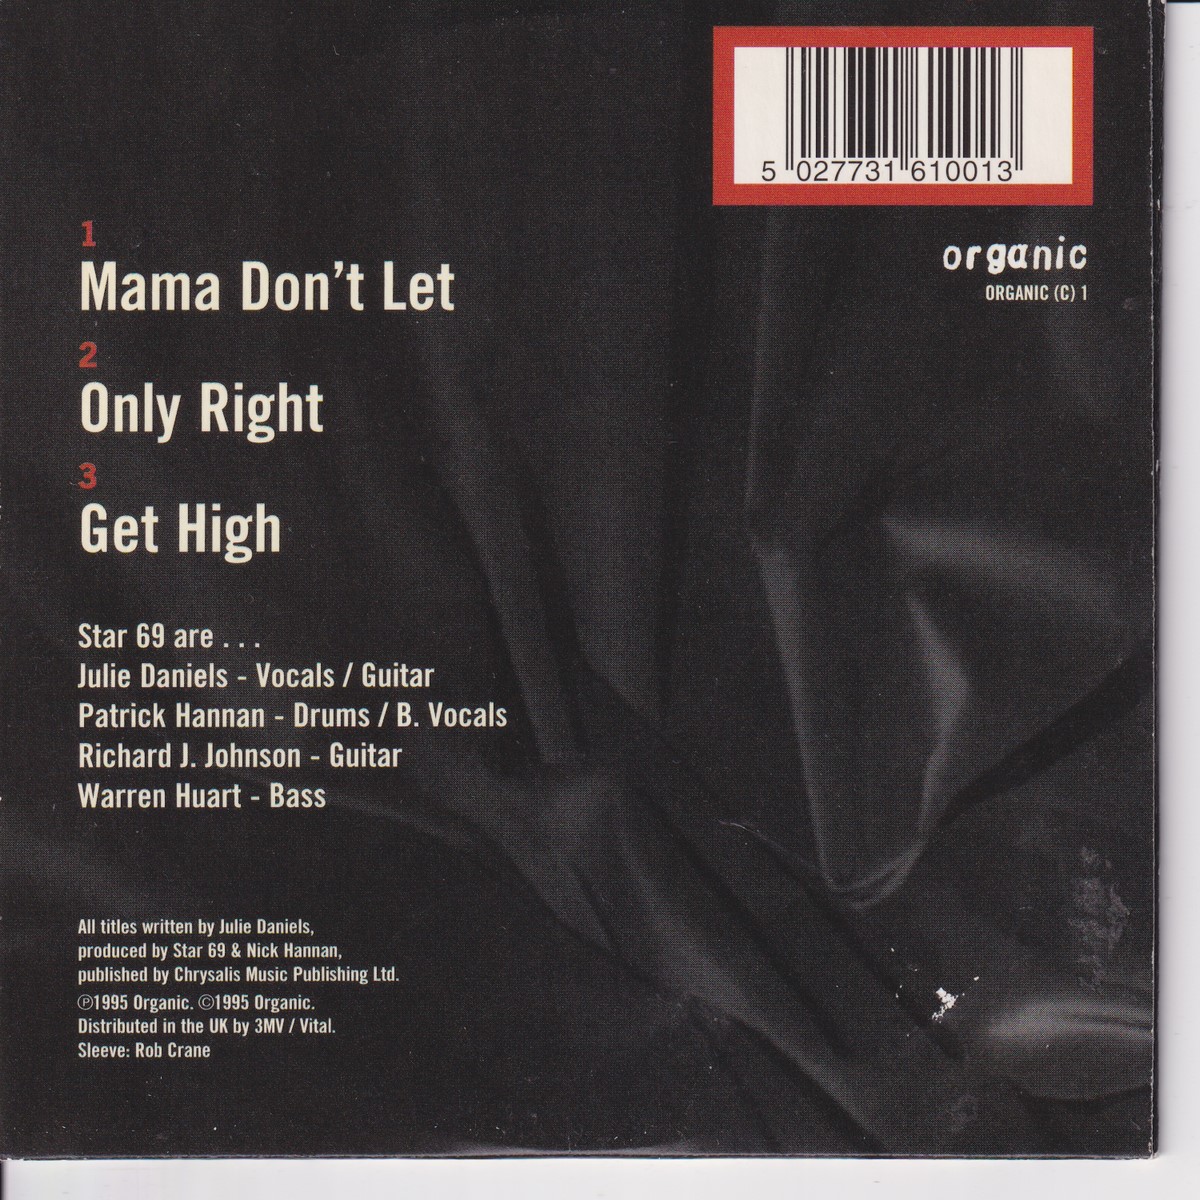 5 027731 610013
organic
ORGANIC (C) 1
1
Mama Don't Let
2
Only Right
3
Get High
Star 69 are . . .
Julie Daniels - Vocals / Guitar
Patrick Hannan - Drums / B. Vocals
Richard J. Johnson - Guitar
Warren Huart - Bass
All titles written by Julie Daniels,
produced by Star 69 & Nick Hannan,
published by Chrysalis Music Publishing Ltd.
℗1995 Organic. ©1995 Organic.
Distributed in the UK by 3MV / Vital.
Sleeve: Rob Crane